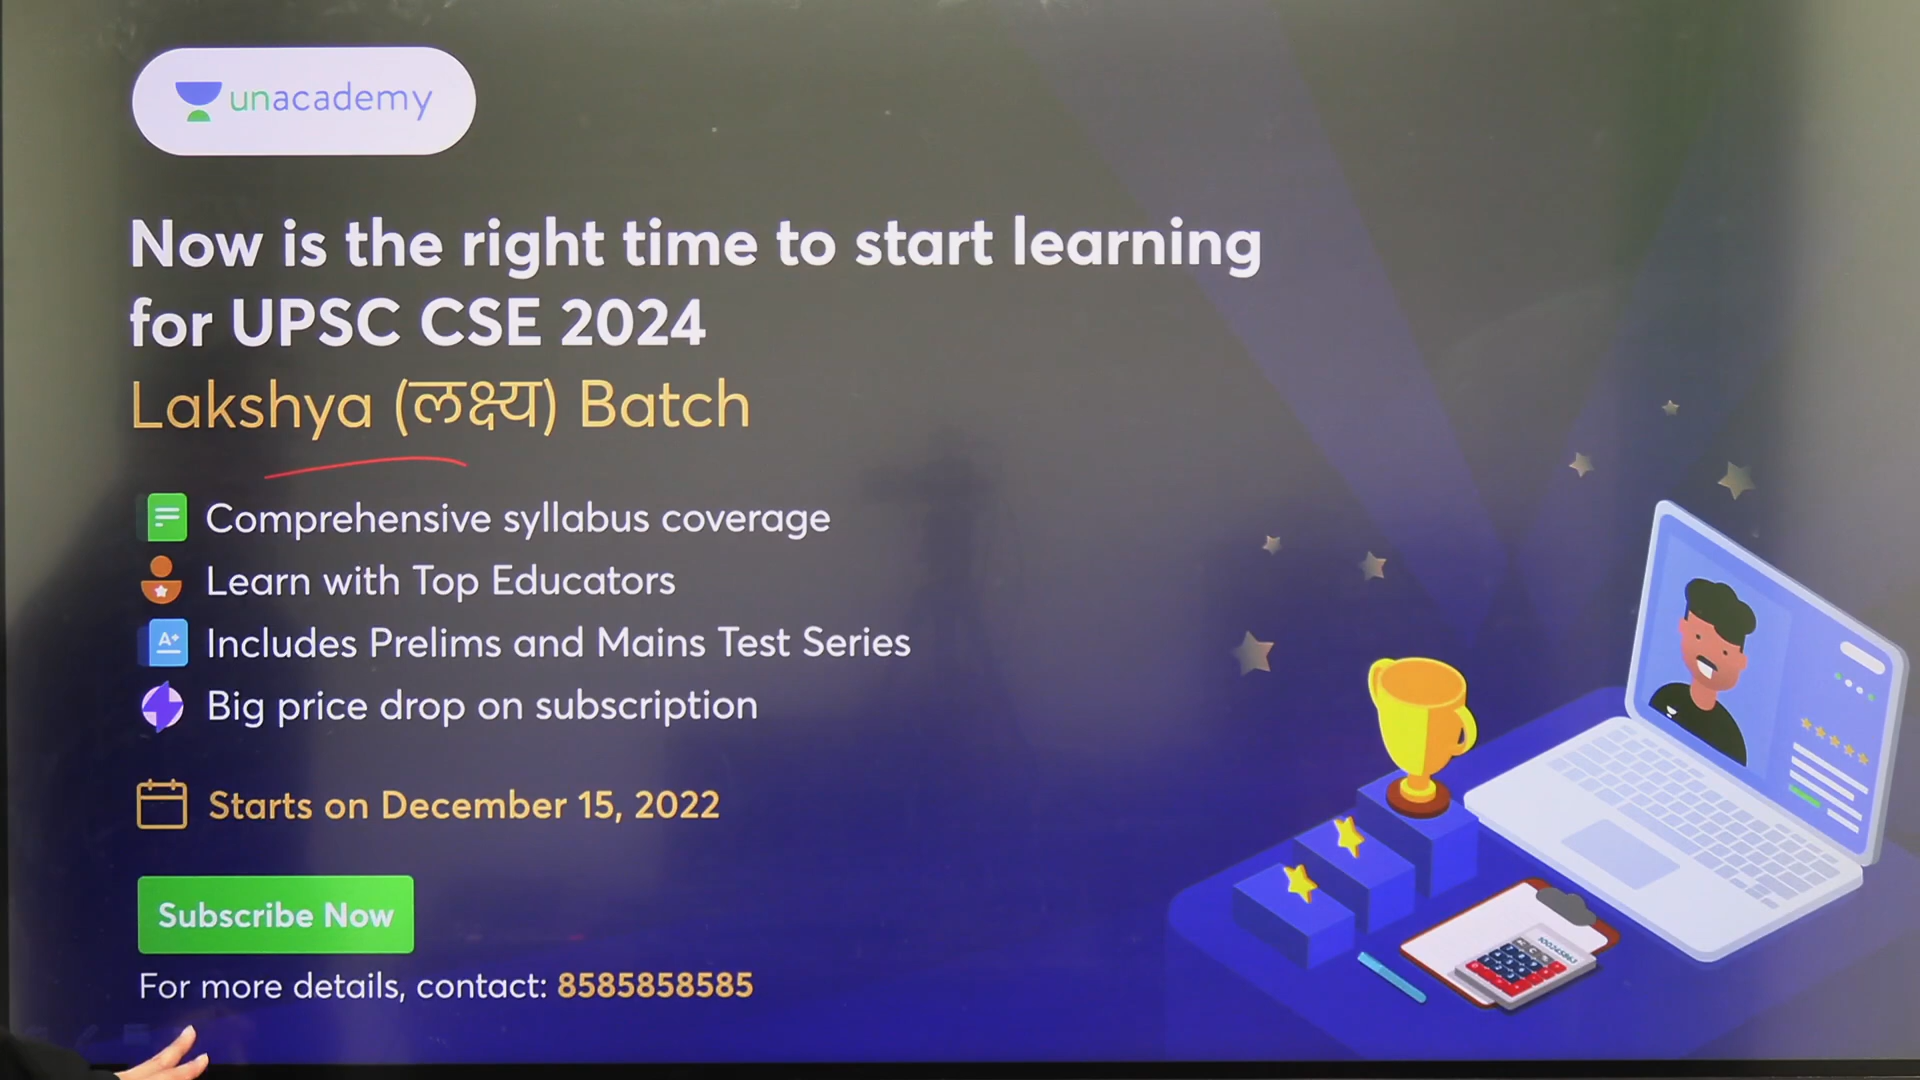 unacademy
Now is the right time to start learning
for UPSC CSE 2024
Lakshya (लक्ष्य) Batch
Comprehensive syllabus coverage
Learn with Top Educators
A+
Includes Prelims and Mains Test Series
Big price drop on subscription
Starts on December 15, 2022
Subscribe Now
For more details, contact: 8585858585